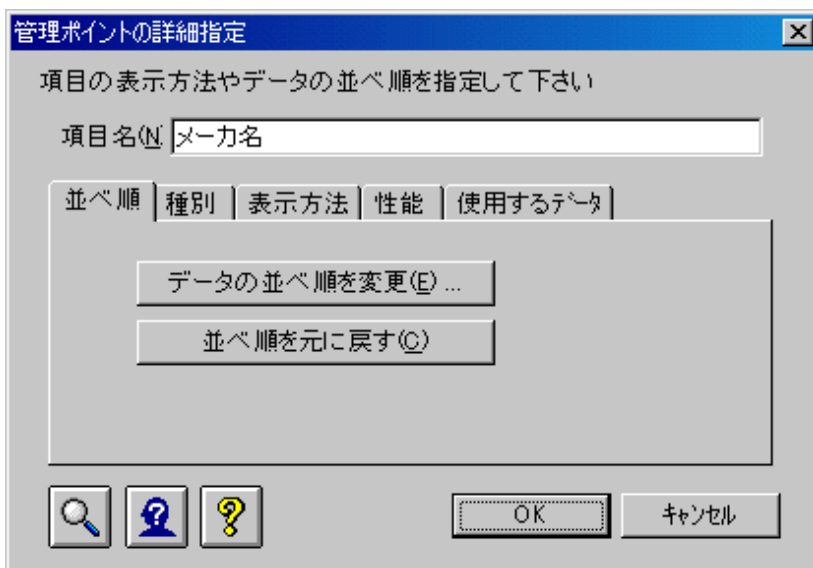 管理ポイントの詳細指定
項目の表示方法やデータの並べ順を指定して下さい
項目名(N メーカ名
並べ順 種別 表示方法 性能 使用するデータ
データの並べ順を変更(E) ...
並べ順を元に戻す(C)
OK キャンセル